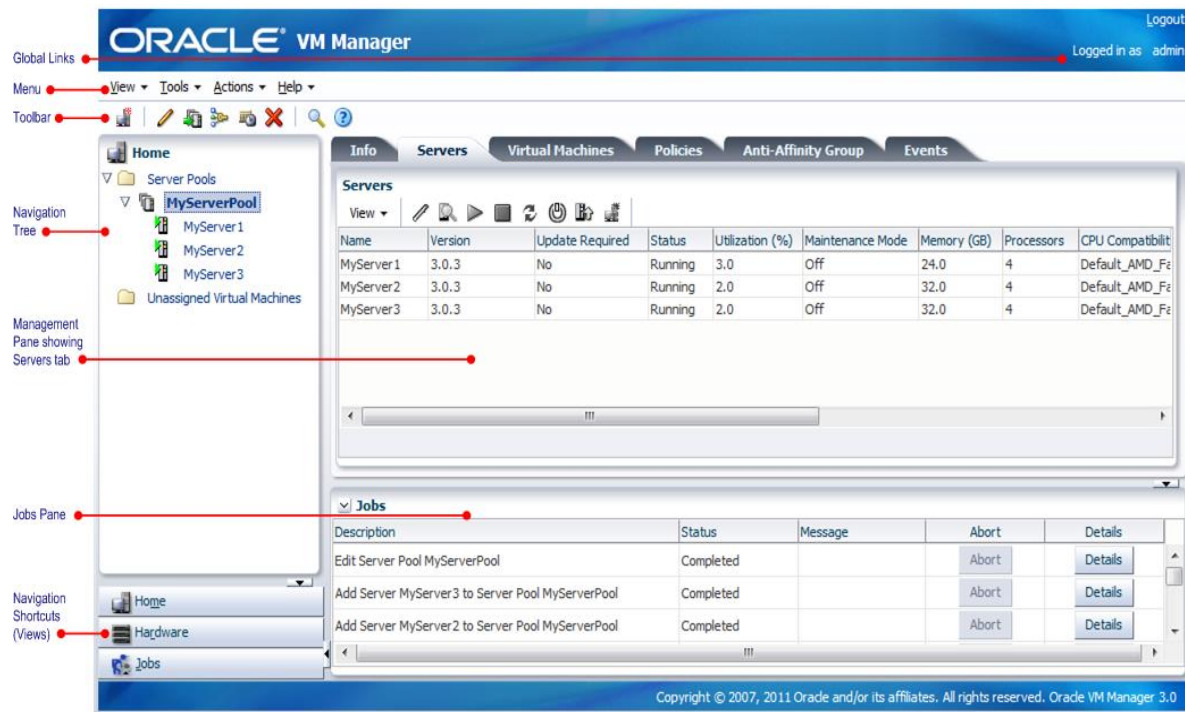 ORACLE® VM Manager
Logout
Logged in as admin
Global Links
Menu
View Tools Actions Help
Toolbar
Home
Server Pools
MyServerPool
MyServer1
MyServer2
MyServer3
Unassigned Virtual Machines
Navigation
Tree
Info Servers Virtual Machines Policies Anti-Affinity Group Events
Servers
View
Name Version Update Required Status Utilization (%) Maintenance Mode Memory (GB) Processors CPU Compatibilit
MyServer1 3.0.3 No Running 3.0 Off 24.0 4 Default_AMD_Fa
MyServer2 3.0.3 No Running 2.0 Off 32.0 4 Default_AMD_Fa
MyServer3 3.0.3 No Running 2.0 Off 32.0 4 Default_AMD_Fa
Management
Pane showing
Servers tab
Jobs Pane
Jobs
Description Status Message Abort Details
Edit Server Pool MyServerPool Completed Abort Details
Add Server MyServer3 to Server Pool MyServerPool Completed Abort Details
Add Server MyServer2 to Server Pool MyServerPool Completed Abort Details
Navigation
Shortcuts
(Views)
Home
Hardware
Jobs
Copyright © 2007, 2011 Oracle and/or its affiliates. All rights reserved. Oracle VM Manager 3.0